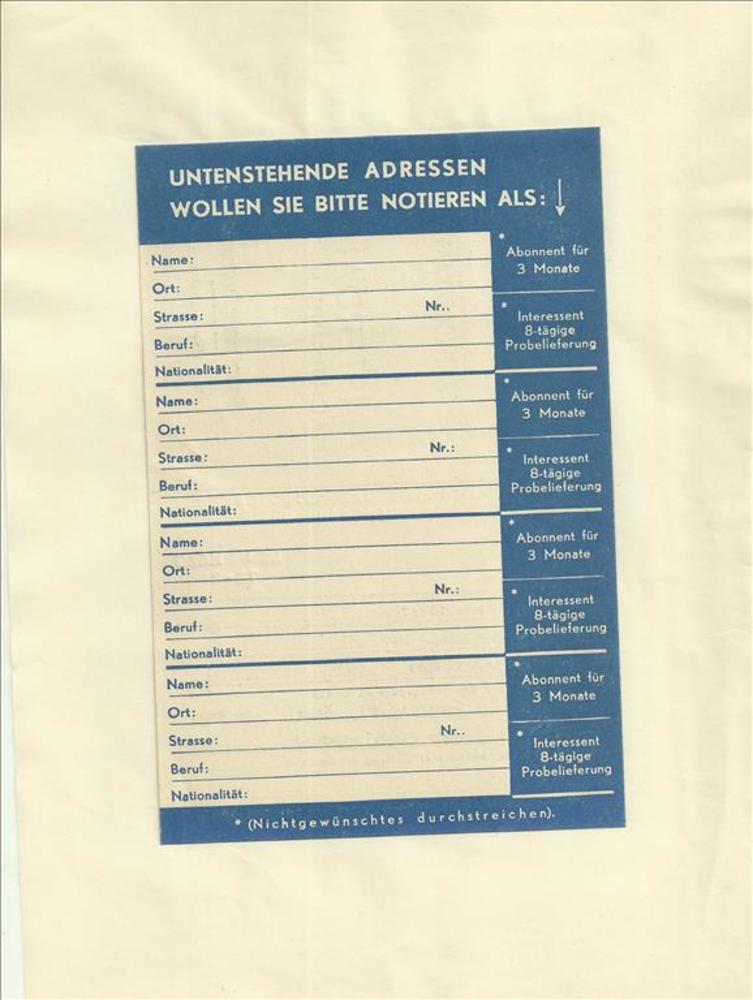 UNTENSTEHENDE ADRESSEN
WOLLEN SIE BITTE NOTIEREN ALS: ↓
Name:
* Abonnent für
3 Monate
Ort:
Strasse: Nr..
* Interessent
8-tägige
Probelieferung
Beruf:
Nationalität:
Name:
* Abonnent für
3 Monate
Ort:
Strasse: Nr.:
* Interessent
8-tägige
Probelieferung
Beruf:
Nationalität:
Name:
* Abonnent für
3 Monate
Ort:
Strasse: Nr.:
* Interessent
8-tägige
Probelieferung
Beruf:
Nationalität:
Name:
* Abonnent für
3 Monate
Ort:
Strasse: Nr..
* Interessent
8-tägige
Probelieferung
Beruf:
Nationalität:
* (Nichtgewünschtes durchstreichen).